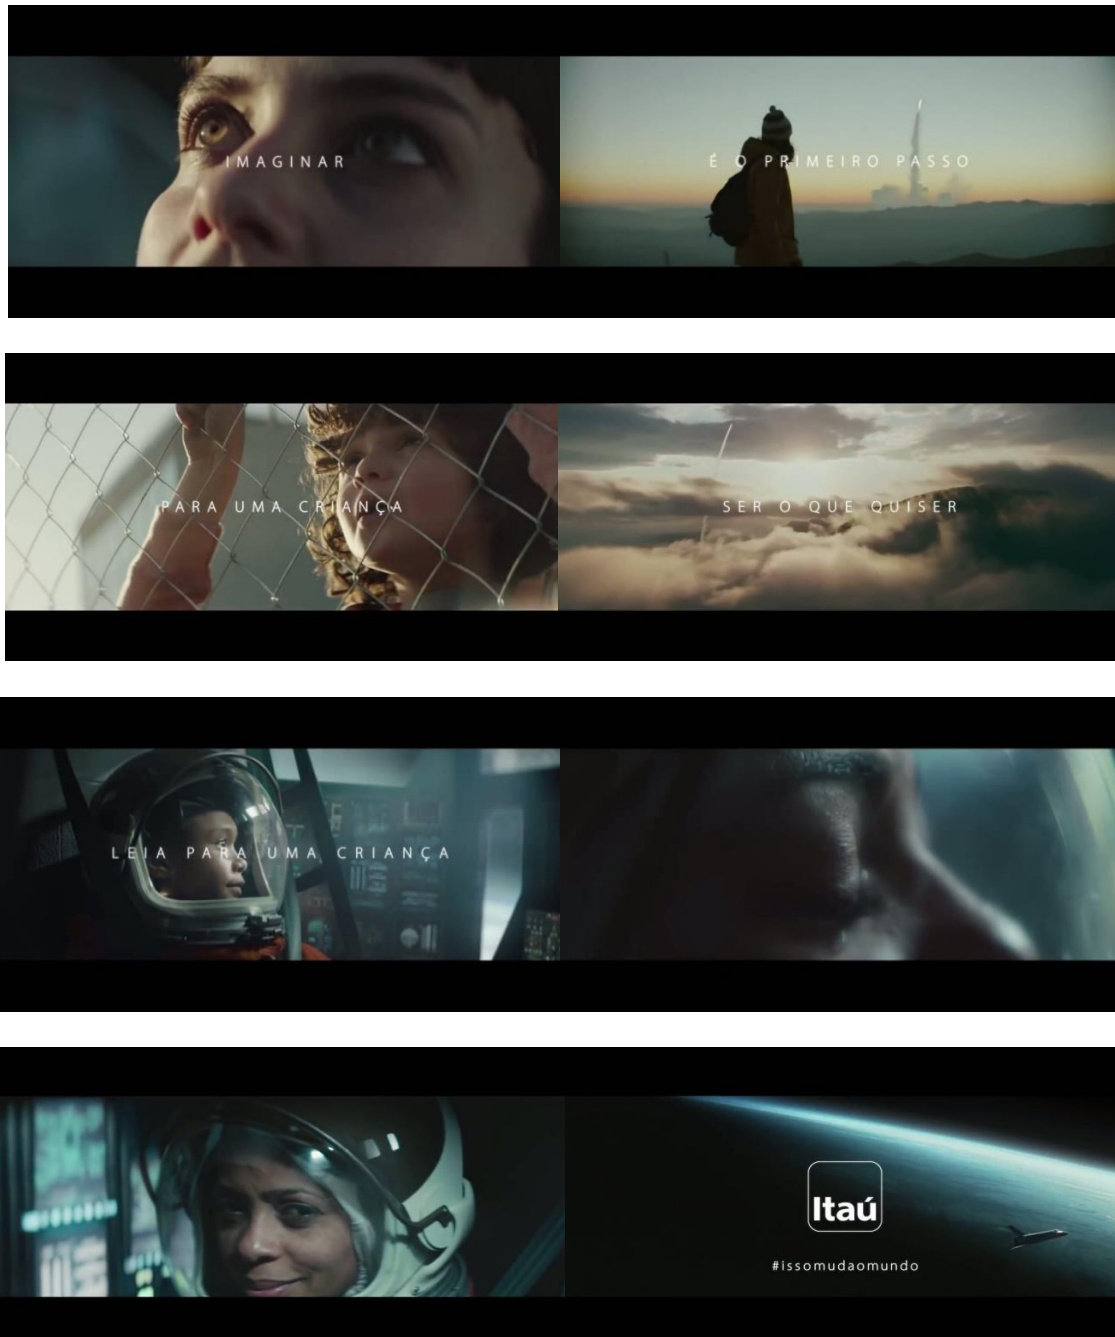 IMAGINAR
É O PRIMEIRO PASSO
PARA UMA CRIANÇA
SER O QUE QUISER
LEIA PARA UMA CRIANÇA
Itaú
#issomudaomundo